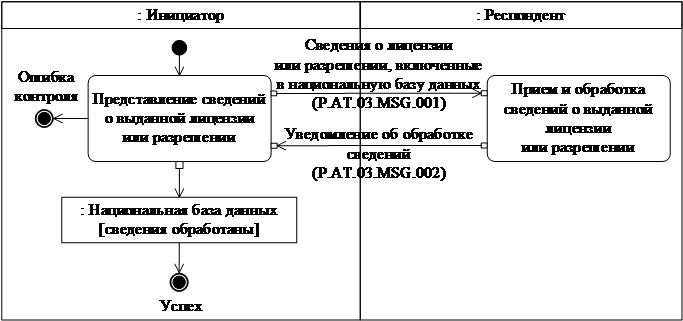 : Инициатор
: Респондент
Ошибка
контроля
Представление сведений
о выданной лицензии
или разрешении
Сведения о лицензии
или разрешении, включенные
в национальную базу данных
(P.AT.03.MSG.001)
Прием и обработка
сведений о выданной
лицензии
или разрешении
Уведомление об обработке
сведений
(P.AT.03.MSG.002)
: Национальная база данных
[сведения обработаны]
Успех